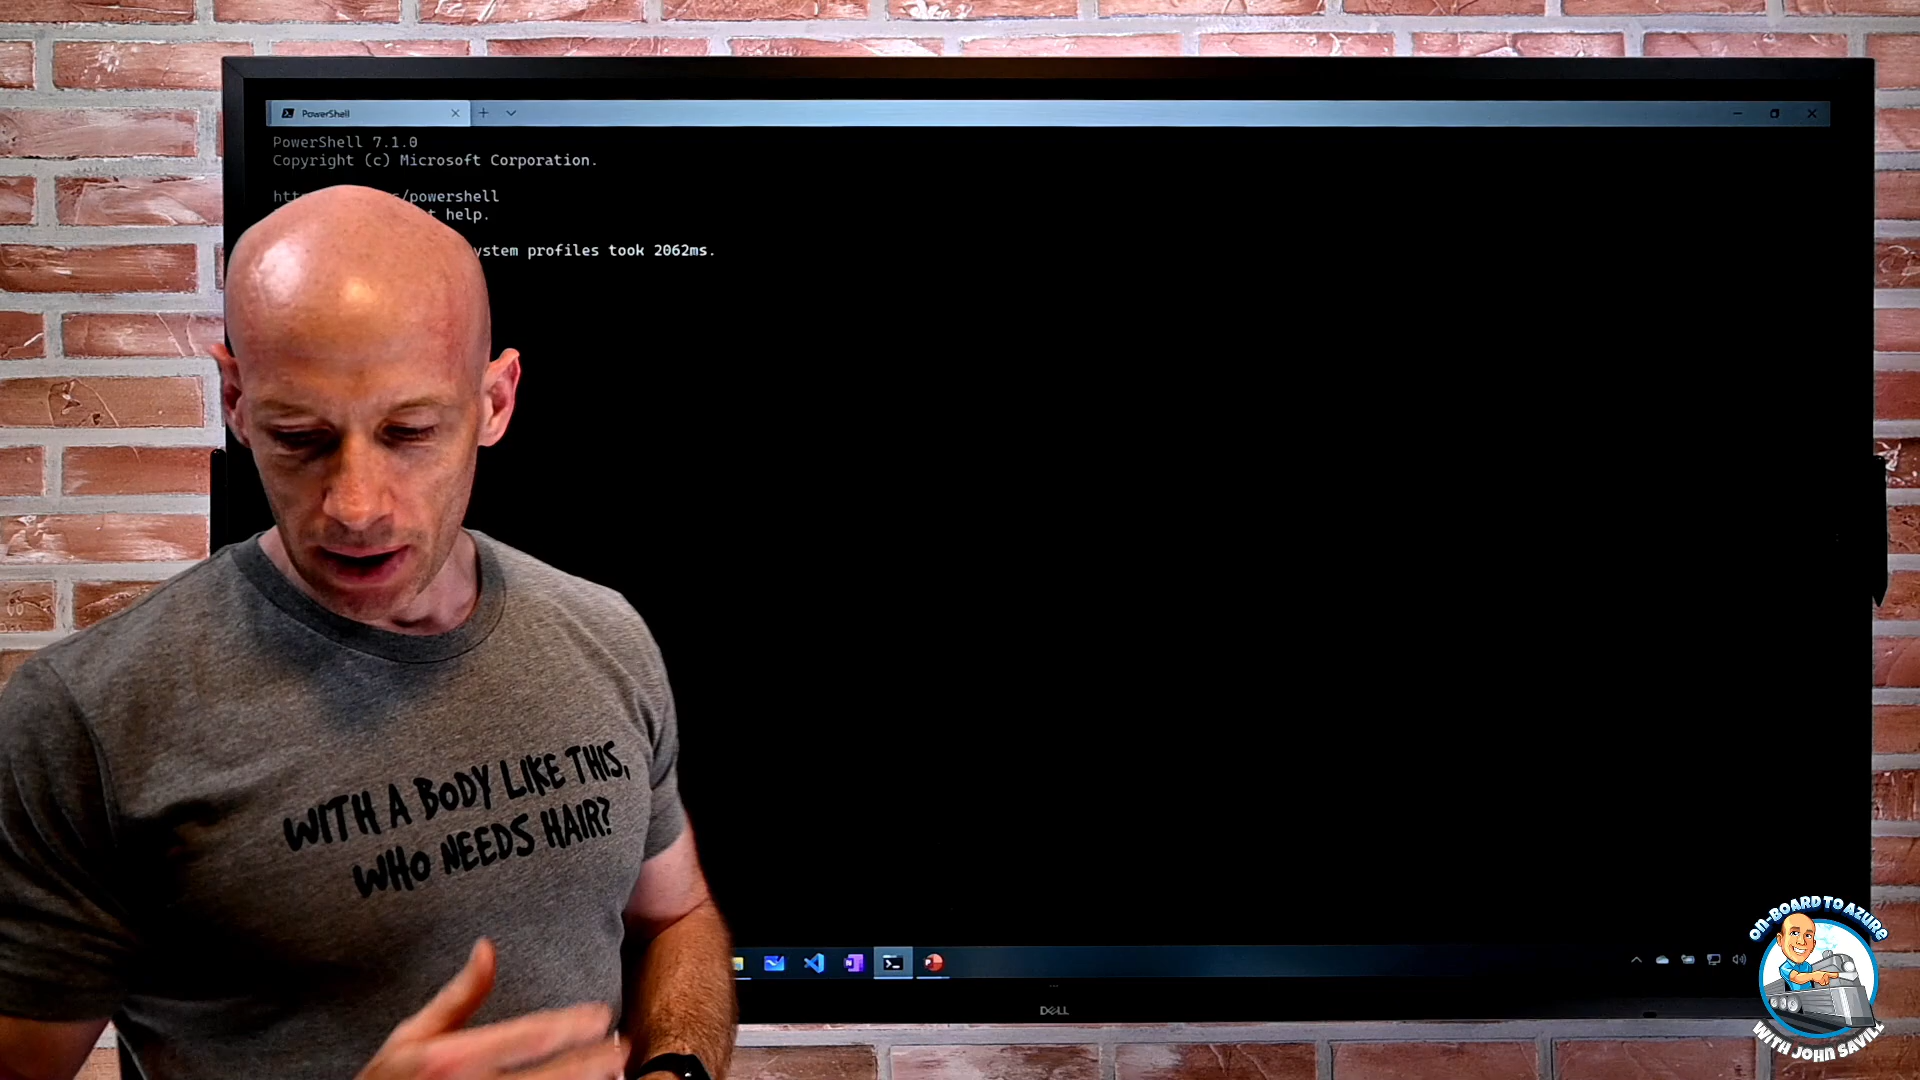 PowerShell
PowerShell 7.1.0
Copyright (c) Microsoft Corporation.
/powershell
help.
ystem profiles took 2062ms.
WITH A BODY LIKE THIS,
WHO NEEDS HAIR?
DELL
ON-BOARD TO AZURE
WITH JOHN SAVILL